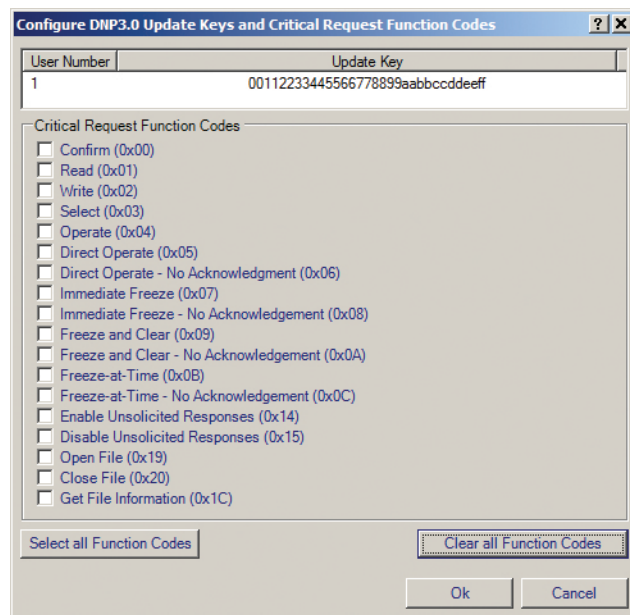 Configure DNP3.0 Update Keys and Critical Request Function Codes
User Number Update Key
1 00112233445566778899aabbccddeeff
Critical Request Function Codes
Confirm (0x00)
Read (0x01)
Write (0x02)
Select (0x03)
Operate (0x04)
Direct Operate (0x05)
Direct Operate - No Acknowledgment (0x06)
Immediate Freeze (0x07)
Immediate Freeze - No Acknowledgement (0x08)
Freeze and Clear (0x09)
Freeze and Clear - No Acknowledgement (0x0A)
Freeze-at-Time (0x0B)
Freeze-at-Time - No Acknowledgement (0x0C)
Enable Unsolicited Responses (0x14)
Disable Unsolicited Responses (0x15)
Open File (0x19)
Close File (0x20)
Get File Information (0x1C)
Select all Function Codes Clear all Function Codes
Ok Cancel